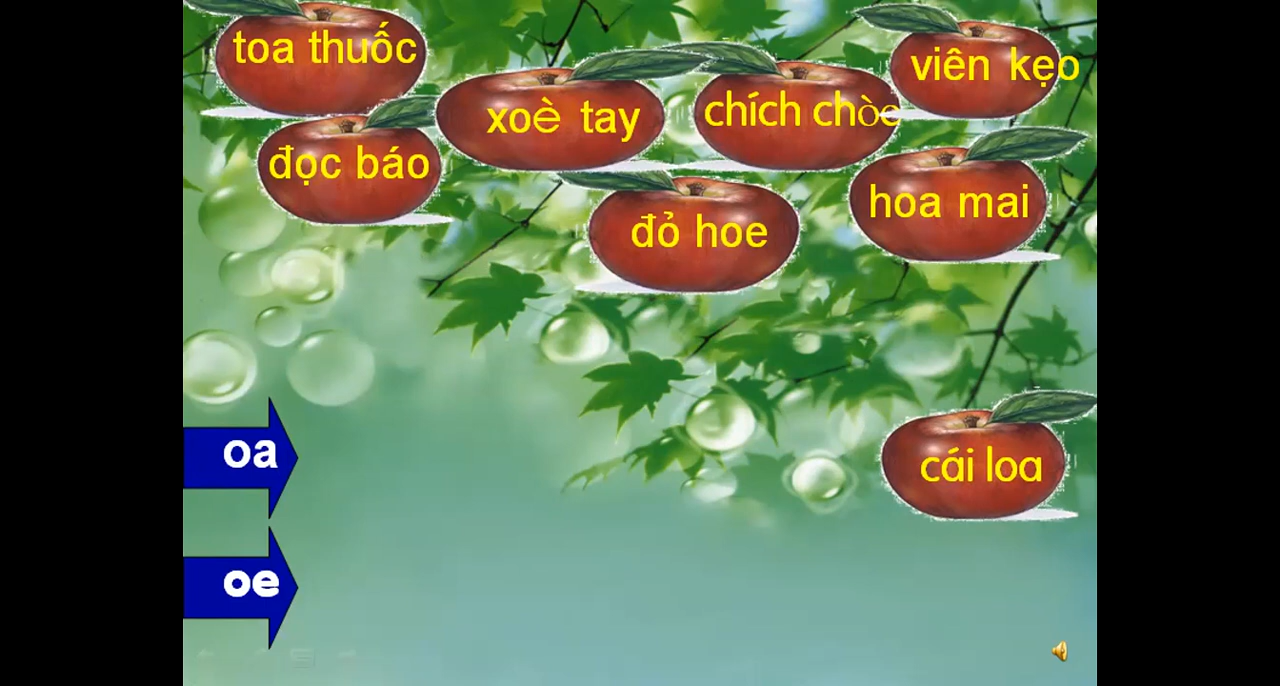 toa thuốc
viên kẹo
xoè tay
chích chòe
đọc báo
hoa mai
đỏ hoe
oa
cái loa
oe